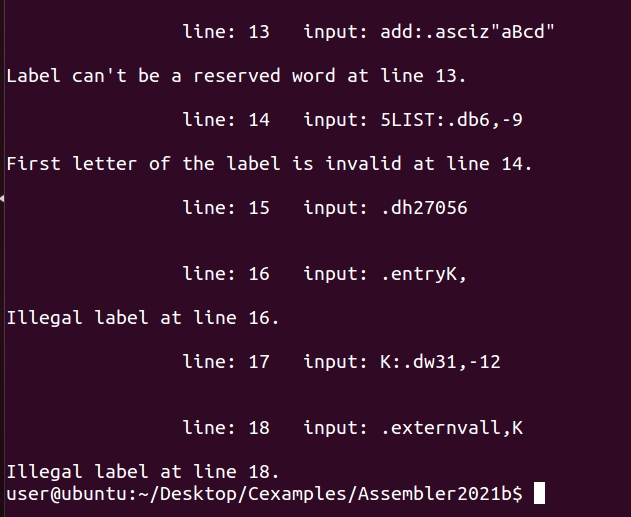 line: 13   input: add:.asciz"aBcd"
Label can't be a reserved word at line 13.
line: 14   input: 5LIST:.db6,-9
First letter of the label is invalid at line 14.
line: 15   input: .dh27056
line: 16   input: .entryK,
Illegal label at line 16.
line: 17   input: K:.dw31,-12
line: 18   input: .externvall,K
Illegal label at line 18.
user@ubuntu:~/Desktop/Cexamples/Assembler2021b$